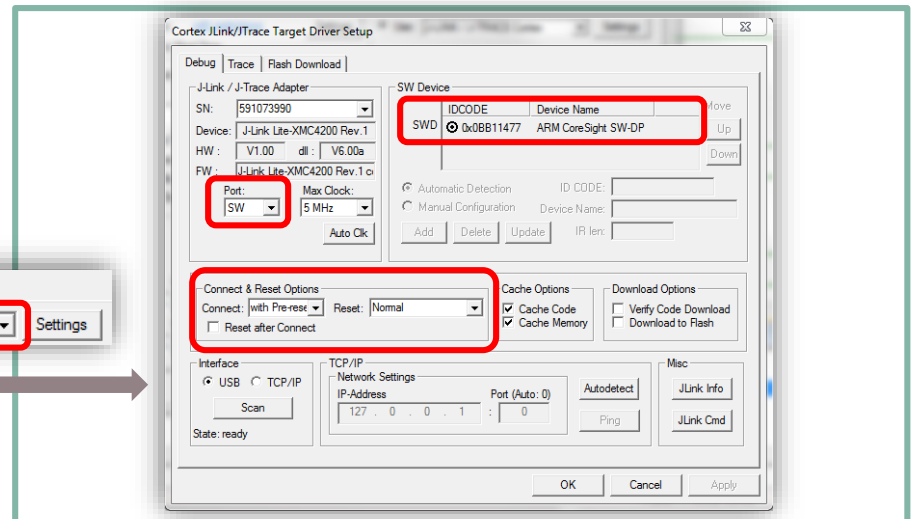 Cortex JLink/JTrace Target Driver Setup
Debug Trace Flash Download
J-Link / J-Trace Adapter
SN: 591073990
Device: J-Link Lite-XMC4200 Rev.1
HW : V1.00 dll : V6.00a
FW : J-Link Lite-XMC4200 Rev.1 co
Port: Max Clock:
SW 5 MHz
Auto Clk
SW Device
IDCODE Device Name Move
SWD 0x0BB11477 ARM CoreSight SW-DP Up
Down
Automatic Detection ID CODE:
Manual Configuration Device Name:
Add Delete Update IR len:
Connect & Reset Options
Connect: with Pre-rese Reset: Normal
Reset after Connect
Cache Options
Cache Code
Cache Memory
Download Options
Verify Code Download
Download to Flash
Settings
Interface
USB TCP/IP
Scan
State: ready
TCP/IP
Network Settings
IP-Address Port (Auto: 0)
127 . 0 . 0 . 1 : 0
Autodetect
Ping
Misc
JLink Info
JLink Cmd
OK Cancel Apply